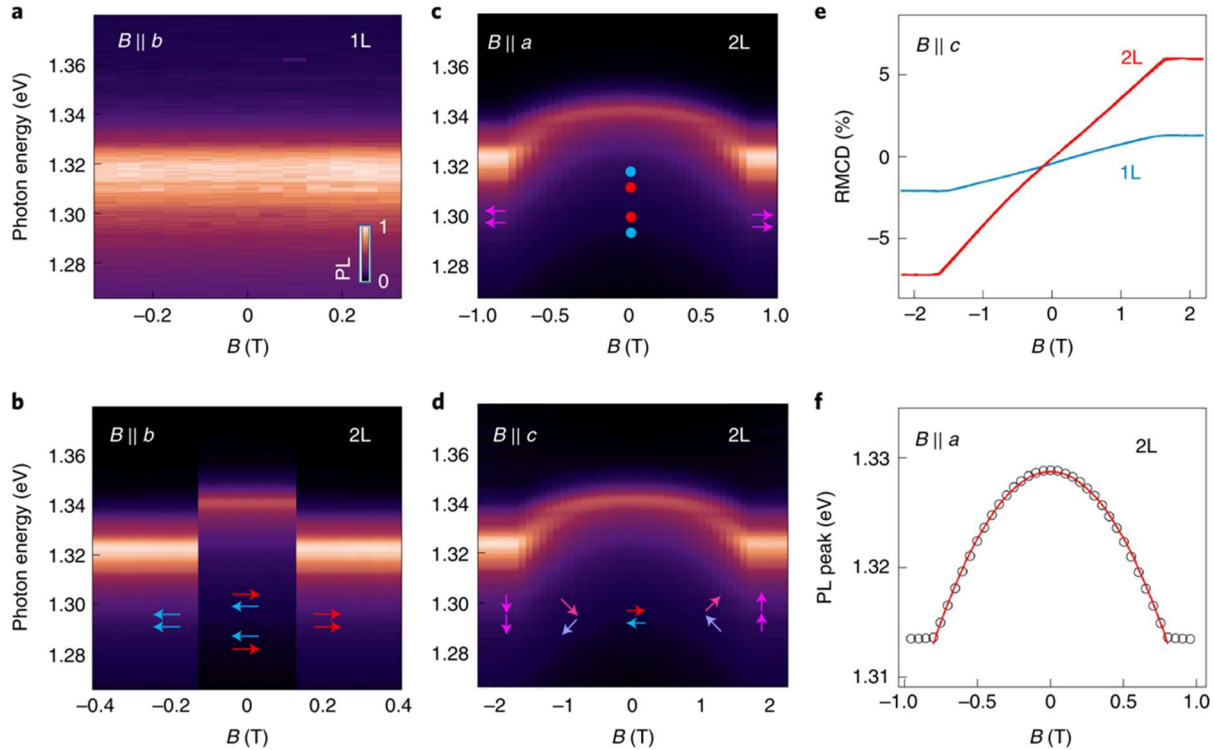 a
B || b
1L
Photon energy (eV)
1.36
1.34
1.32
1.30
1.28
PL
1
0
−0.2
0
0.2
B (T)
c
B || a
2L
1.36
1.34
1.32
1.30
1.28
−1.0
−0.5
0
0.5
1.0
B (T)
e
B || c
2L
1L
RMCD (%)
5
0
−5
−2
−1
0
1
2
B (T)
b
B || b
2L
Photon energy (eV)
1.36
1.34
1.32
1.30
1.28
−0.4
−0.2
0
0.2
0.4
B (T)
d
B || c
2L
1.36
1.34
1.32
1.30
1.28
−2
−1
0
1
2
B (T)
f
B || a
2L
PL peak (eV)
1.33
1.32
1.31
−1.0
−0.5
0
0.5
1.0
B (T)